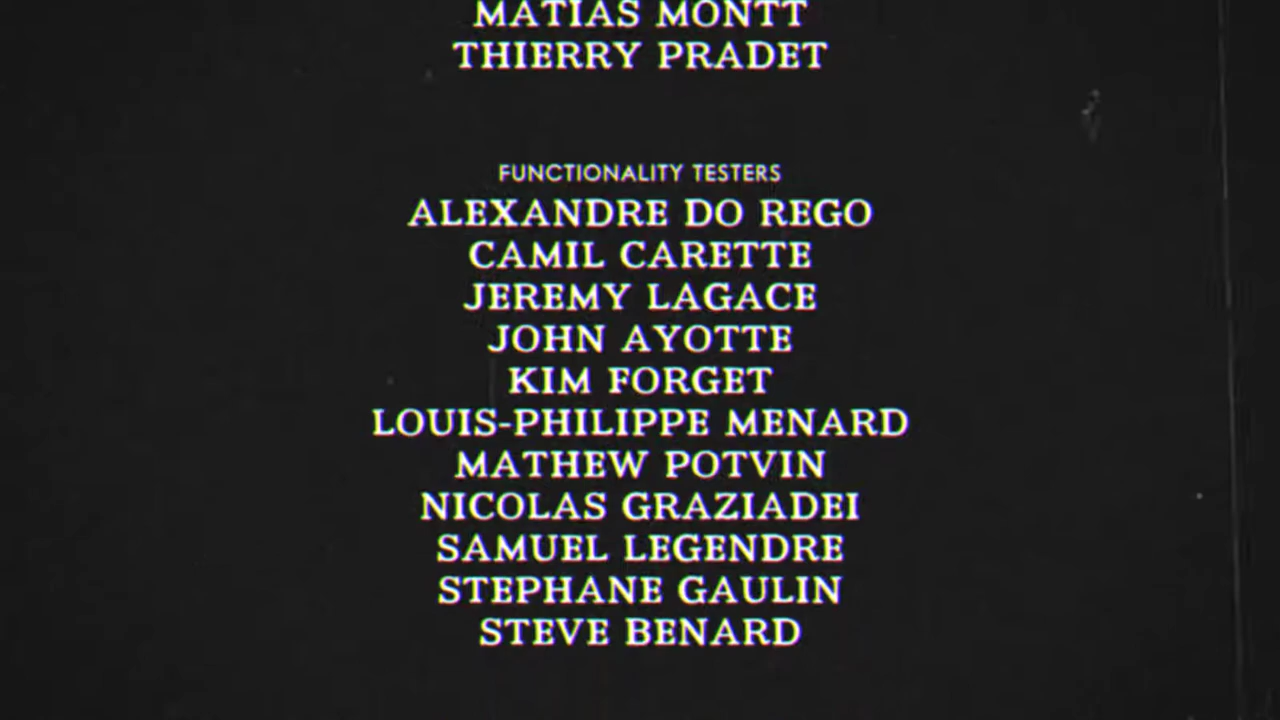 MATIAS MONTT
THIERRY PRADET
FUNCTIONALITY TESTERS
ALEXANDRE DO REGO
CAMIL CARETTE
JEREMY LAGACE
JOHN AYOTTE
KIM FORGET
LOUIS-PHILIPPE MENARD
MATHEW POTVIN
NICOLAS GRAZIADEI
SAMUEL LEGENDRE
STEPHANE GAULIN
STEVE BENARD